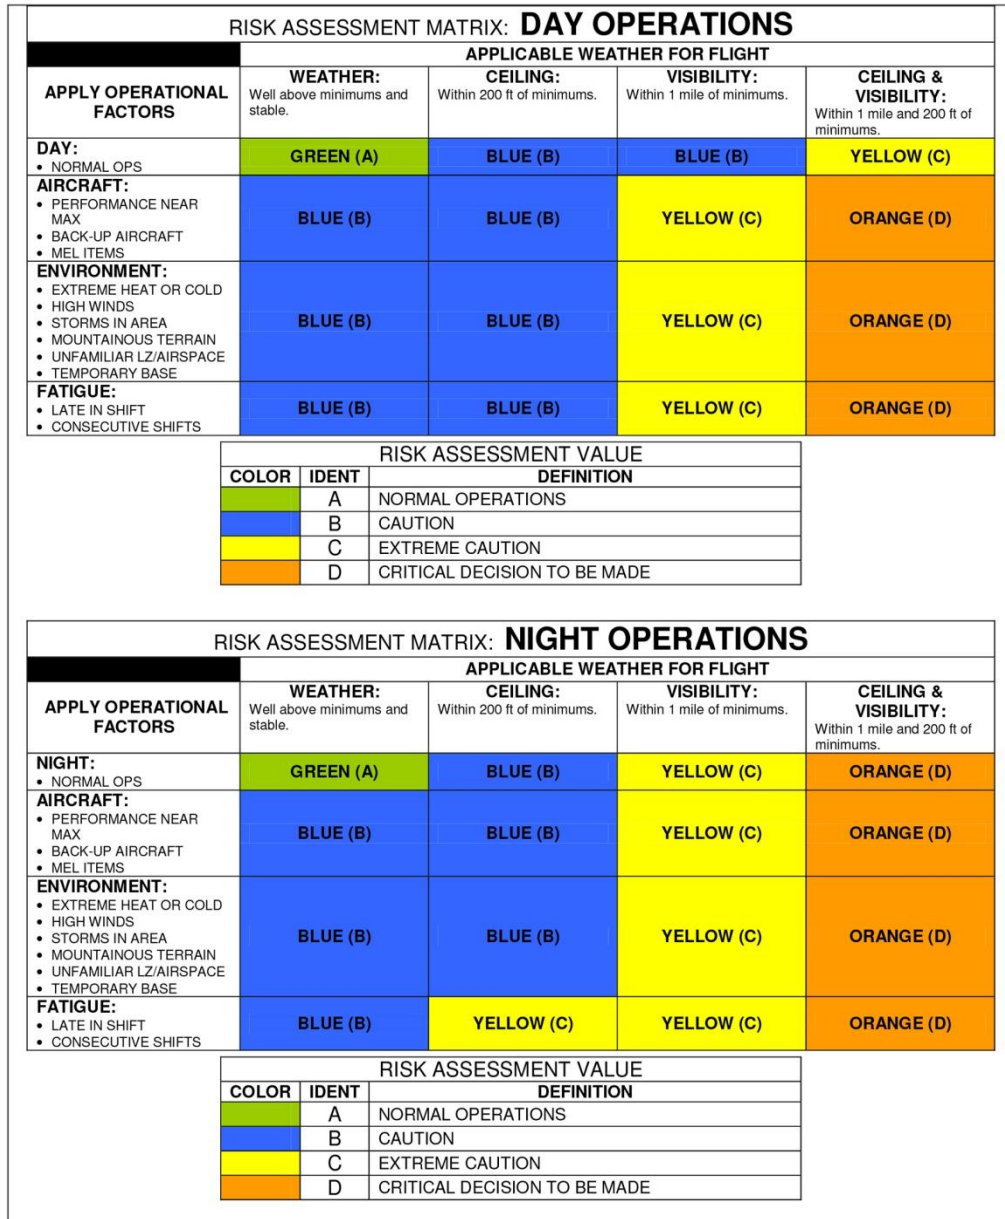 RISK ASSESSMENT MATRIX: DAY OPERATIONS
APPLICABLE WEATHER FOR FLIGHT
APPLY OPERATIONAL
FACTORS
WEATHER:
Well above minimums and
stable.
CEILING:
Within 200 ft of minimums.
VISIBILITY:
Within 1 mile of minimums.
CEILING &
VISIBILITY:
Within 1 mile and 200 ft of
minimums.
DAY:
• NORMAL OPS
GREEN (A)
BLUE (B)
BLUE (B)
YELLOW (C)
AIRCRAFT:
• PERFORMANCE NEAR
MAX
• BACK-UP AIRCRAFT
• MEL ITEMS
BLUE (B)
BLUE (B)
YELLOW (C)
ORANGE (D)
ENVIRONMENT:
• EXTREME HEAT OR COLD
• HIGH WINDS
• STORMS IN AREA
• MOUNTAINOUS TERRAIN
• UNFAMILIAR LZ/AIRSPACE
• TEMPORARY BASE
BLUE (B)
BLUE (B)
YELLOW (C)
ORANGE (D)
FATIGUE:
• LATE IN SHIFT
• CONSECUTIVE SHIFTS
BLUE (B)
BLUE (B)
YELLOW (C)
ORANGE (D)
RISK ASSESSMENT VALUE
COLOR IDENT DEFINITION
A NORMAL OPERATIONS
B CAUTION
C EXTREME CAUTION
D CRITICAL DECISION TO BE MADE
RISK ASSESSMENT MATRIX: NIGHT OPERATIONS
APPLICABLE WEATHER FOR FLIGHT
APPLY OPERATIONAL
FACTORS
WEATHER:
Well above minimums and
stable.
CEILING:
Within 200 ft of minimums.
VISIBILITY:
Within 1 mile of minimums.
CEILING &
VISIBILITY:
Within 1 mile and 200 ft of
minimums.
NIGHT:
• NORMAL OPS
GREEN (A)
BLUE (B)
YELLOW (C)
ORANGE (D)
AIRCRAFT:
• PERFORMANCE NEAR
MAX
• BACK-UP AIRCRAFT
• MEL ITEMS
BLUE (B)
BLUE (B)
YELLOW (C)
ORANGE (D)
ENVIRONMENT:
• EXTREME HEAT OR COLD
• HIGH WINDS
• STORMS IN AREA
• MOUNTAINOUS TERRAIN
• UNFAMILIAR LZ/AIRSPACE
• TEMPORARY BASE
BLUE (B)
BLUE (B)
YELLOW (C)
ORANGE (D)
FATIGUE:
• LATE IN SHIFT
• CONSECUTIVE SHIFTS
BLUE (B)
YELLOW (C)
YELLOW (C)
ORANGE (D)
RISK ASSESSMENT VALUE
COLOR IDENT DEFINITION
A NORMAL OPERATIONS
B CAUTION
C EXTREME CAUTION
D CRITICAL DECISION TO BE MADE